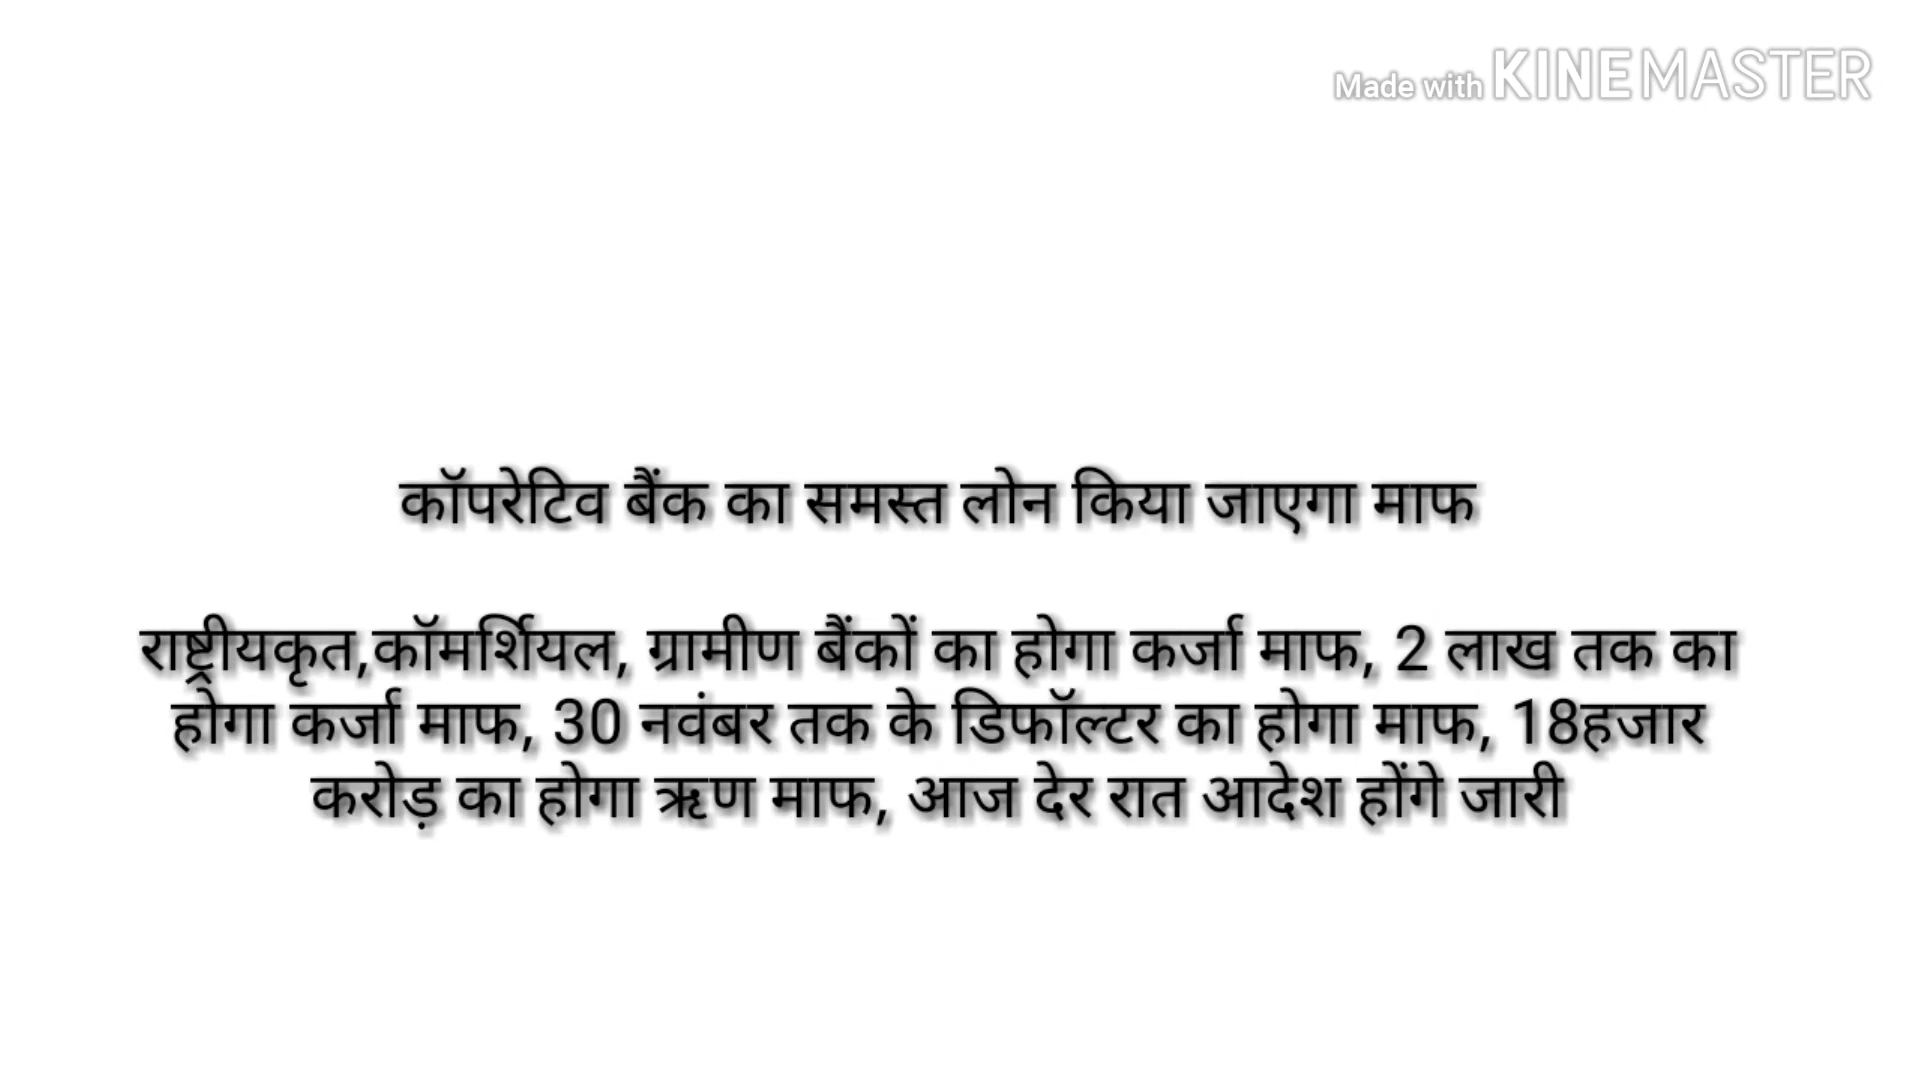 Made with KINEMASTER
कॉपरेटिव बैंक का समस्त लोन किया जाएगा माफ
राष्ट्रीयकृत,कॉमर्शियल, ग्रामीण बैंकों का होगा कर्जा माफ, 2 लाख तक का
होगा कर्जा माफ, 30 नवंबर तक के डिफॉल्टर का होगा माफ, 18हजार
करोड़ का होगा ऋण माफ, आज देर रात आदेश होंगे जारी